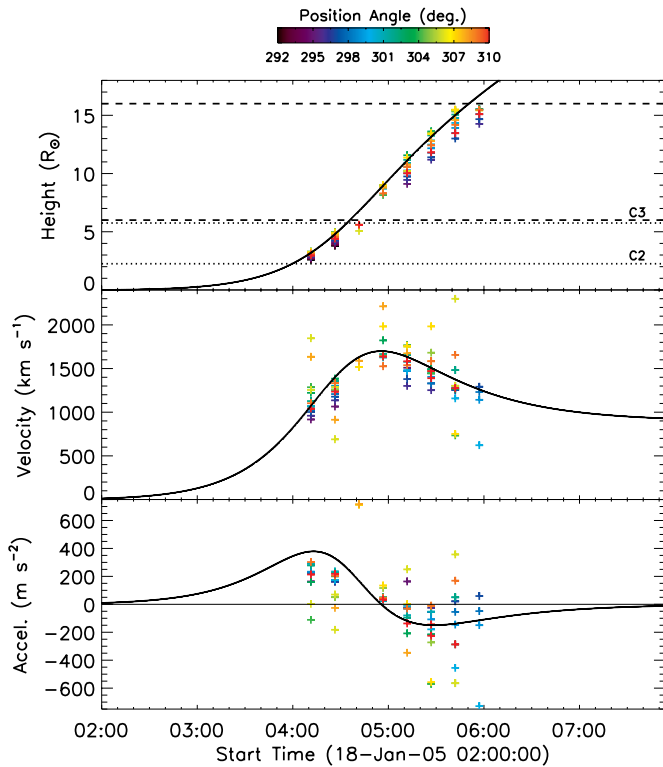 Position Angle (deg.)
292 295 298 301 304 307 310
Height (R☉)
15
10
5
0
C3
C2
Velocity (km s⁻¹)
2000
1500
1000
500
0
Accel. (m s⁻²)
600
400
200
0
−200
−400
−600
02:00 03:00 04:00 05:00 06:00 07:00
Start Time (18-Jan-05 02:00:00)